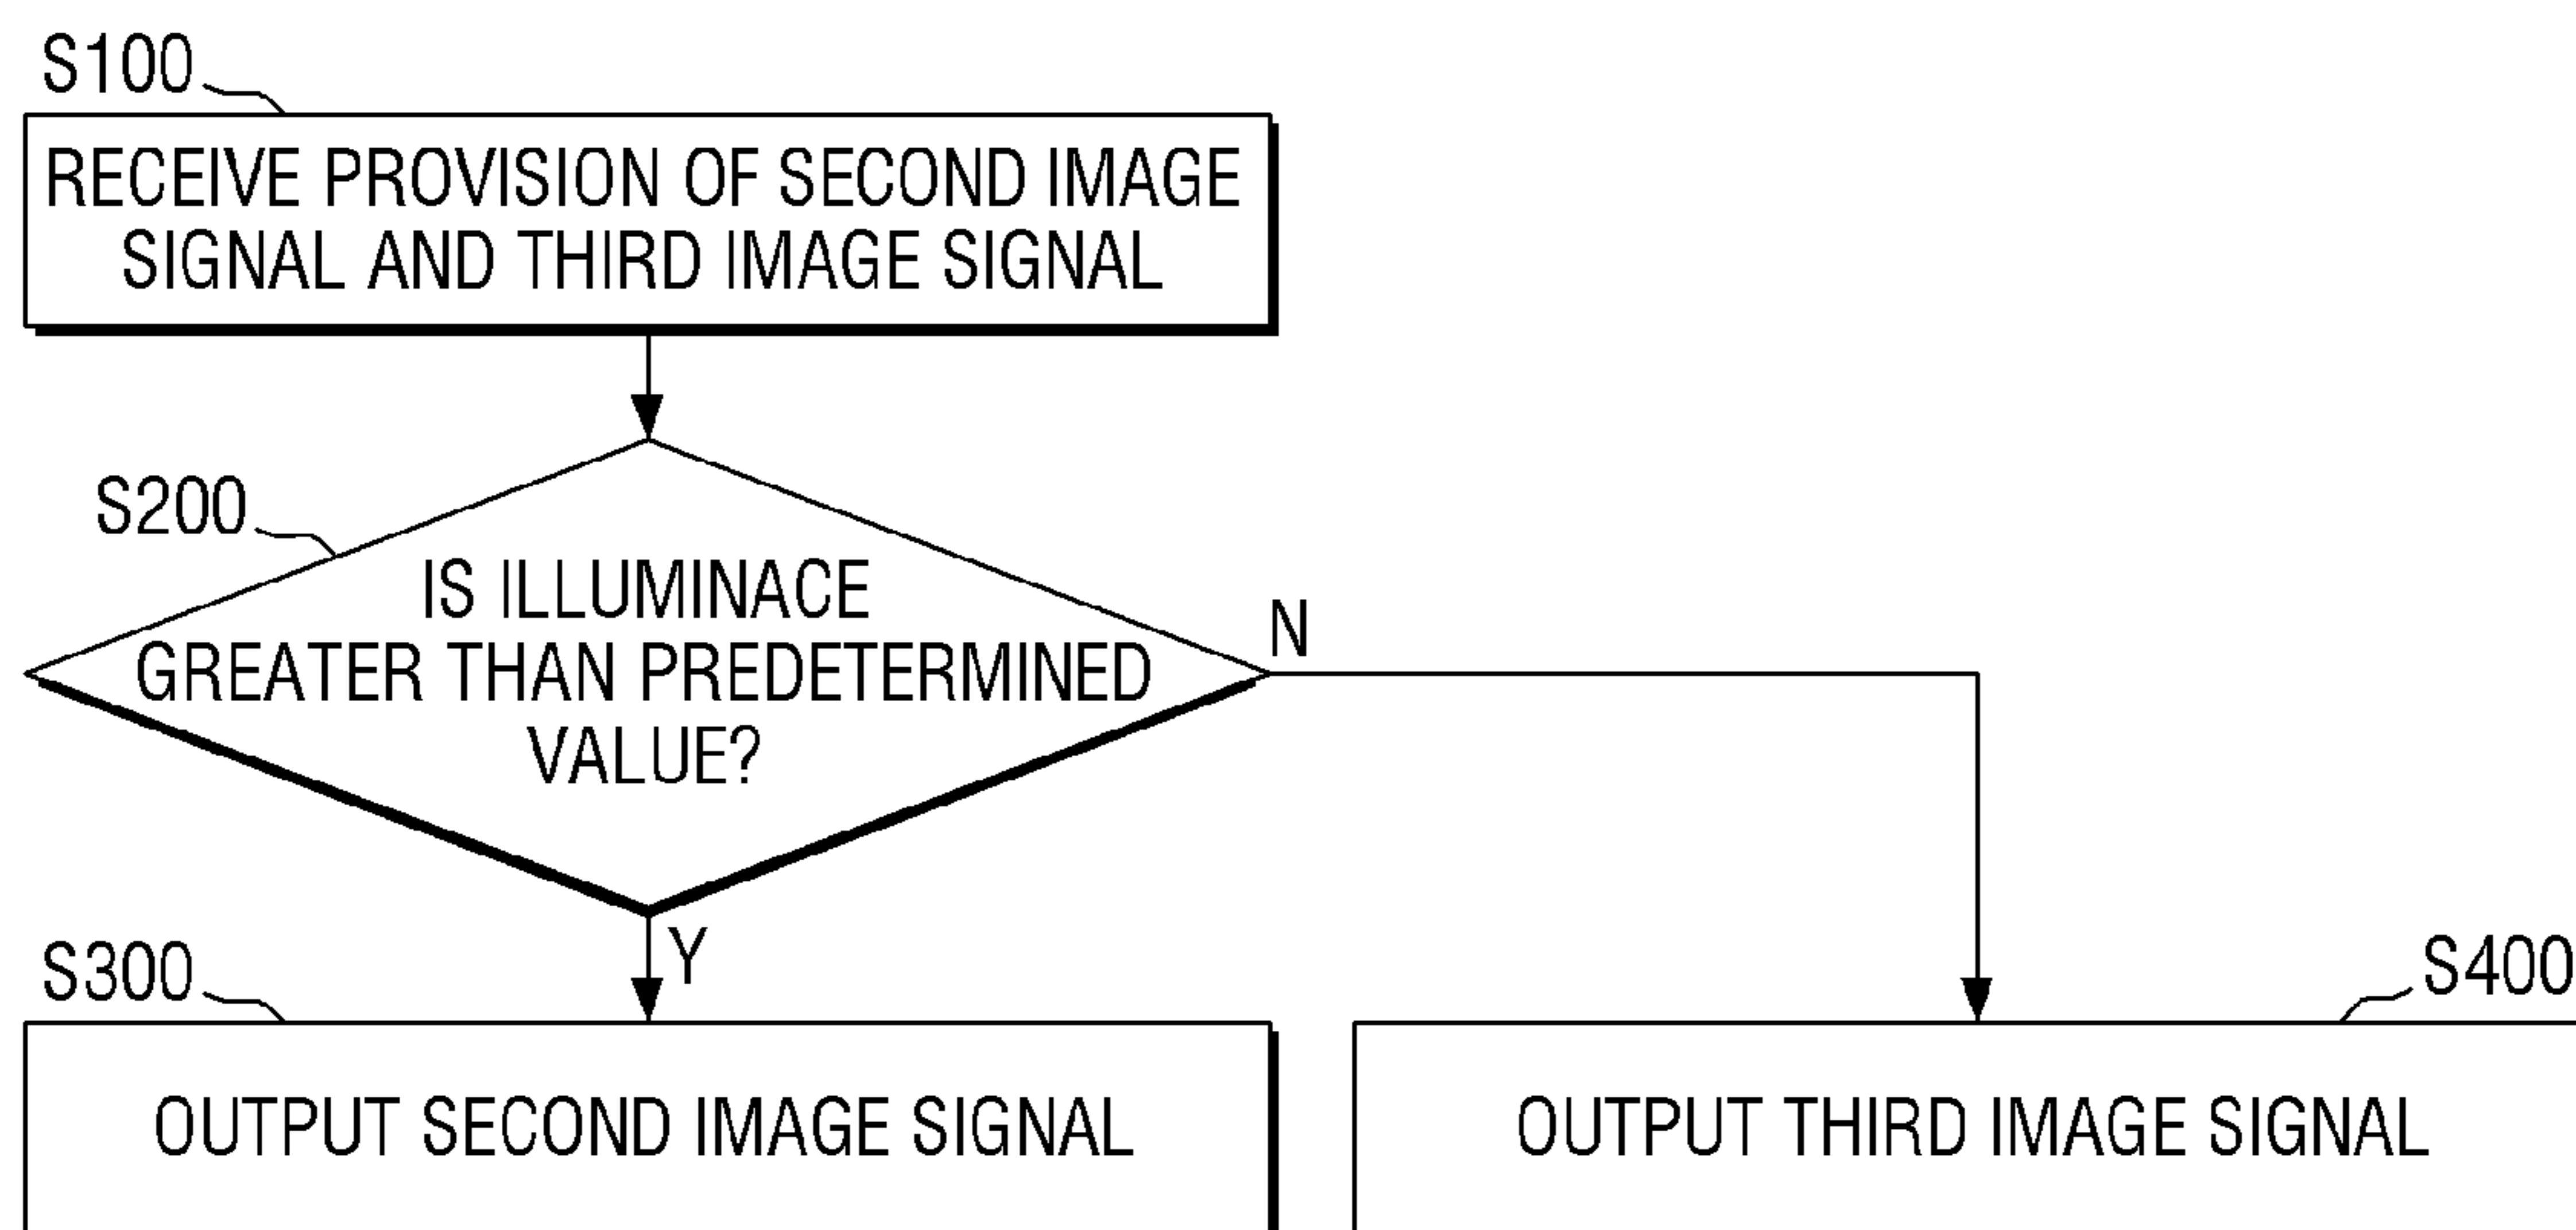 S100
RECEIVE PROVISION OF SECOND IMAGE
SIGNAL AND THIRD IMAGE SIGNAL
S200
IS ILLUMINACE
GREATER THAN PREDETERMINED
VALUE?
N
Y
S300
OUTPUT SECOND IMAGE SIGNAL
S400
OUTPUT THIRD IMAGE SIGNAL